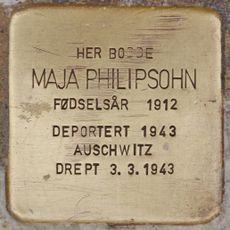 HER BODDE
MAJA PHILIPSOHN
FØDSELSÅR 1912
DEPORTERT 1943
AUSCHWITZ
DREPT 3.3.1943